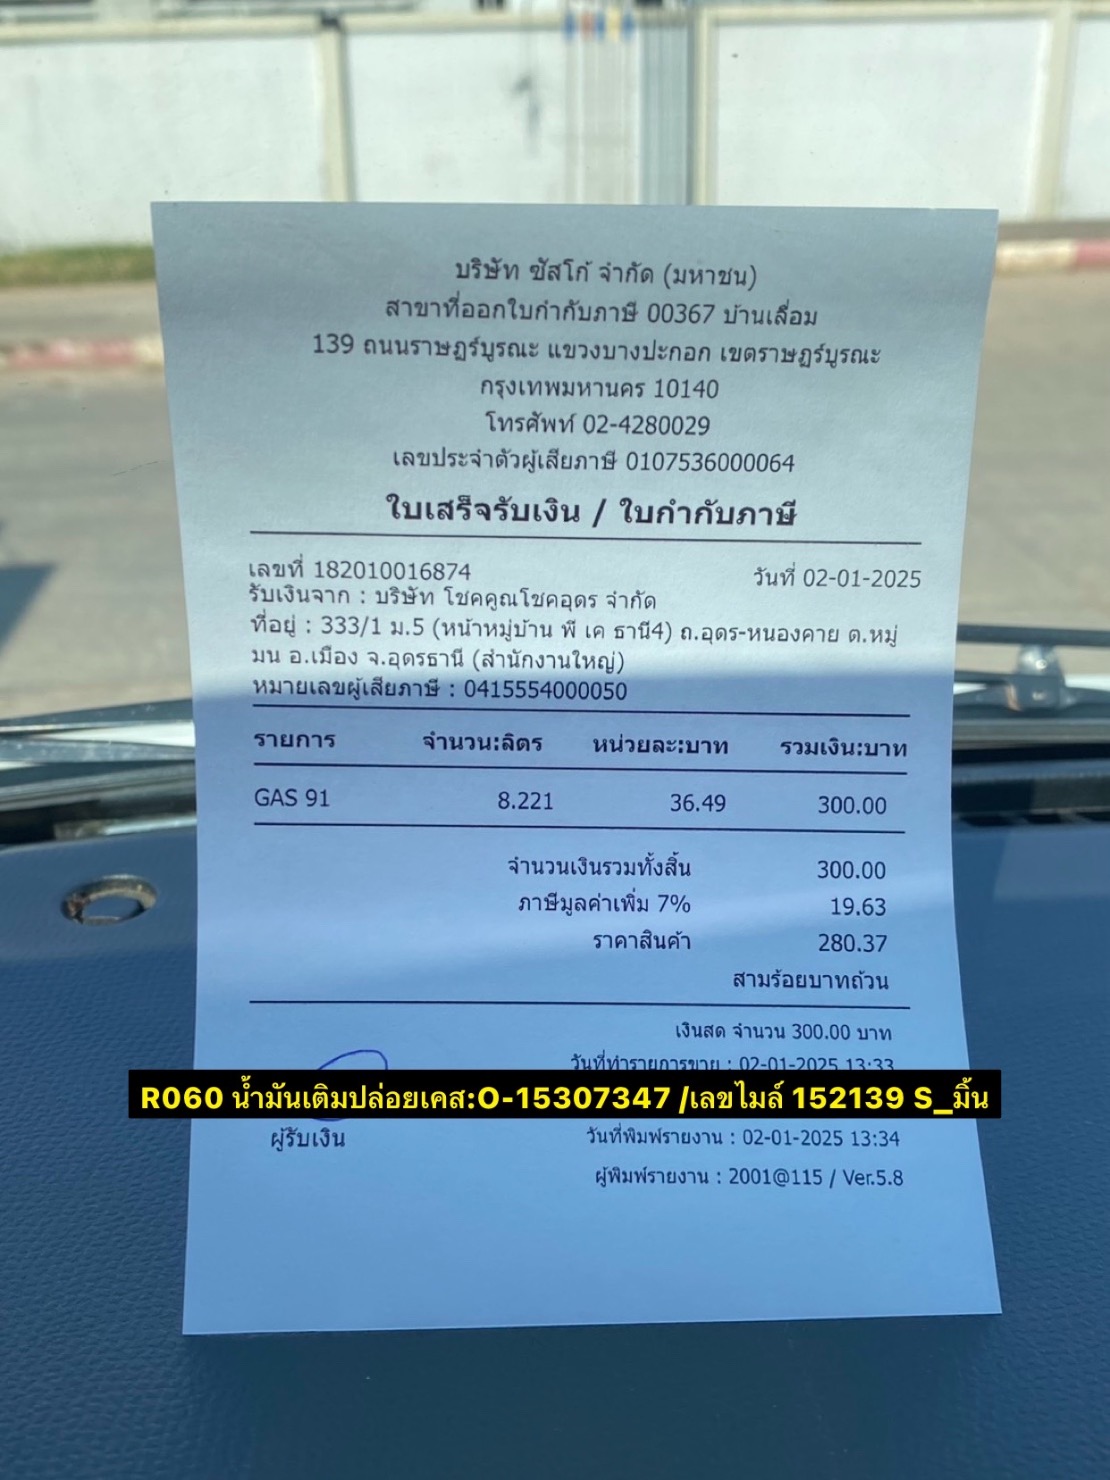 บริษัท ซัสโก้ จำกัด (มหาชน)
สาขาที่ออกใบกำกับภาษี 00367 บ้านเลื่อม
139 ถนนราษฎร์บูรณะ แขวงบางปะกอก เขตราษฎร์บูรณะ
กรุงเทพมหานคร 10140
โทรศัพท์ 02-4280029
เลขประจำตัวผู้เสียภาษี 0107536000064
ใบเสร็จรับเงิน / ใบกำกับภาษี
เลขที่ 182010016874 วันที่ 02-01-2025
รับเงินจาก : บริษัท โชคคูณโชคอุดร จำกัด
ที่อยู่ : 333/1 ม.5 (หน้าหมู่บ้าน พี เค ธานี4) ถ.อุดร-หนองคาย ต.หมู่
มน อ.เมือง จ.อุดรธานี (สำนักงานใหญ่)
หมายเลขผู้เสียภาษี : 0415554000050
รายการ จำนวน:ลิตร หน่วยละ:บาท รวมเงิน:บาท
GAS 91 8.221 36.49 300.00
จำนวนเงินรวมทั้งสิ้น 300.00
ภาษีมูลค่าเพิ่ม 7% 19.63
ราคาสินค้า 280.37
สามร้อยบาทถ้วน
เงินสด จำนวน 300.00 บาท
วันที่ทำรายการขาย : 02-01-2025 13:33
R060 น้ำมันเติมปล่อยเคส:O-15307347 /เลขไมล์ 152139 S_มิ้น
ผู้รับเงิน
วันที่พิมพ์รายงาน : 02-01-2025 13:34
ผู้พิมพ์รายงาน : 2001@115 / Ver.5.8